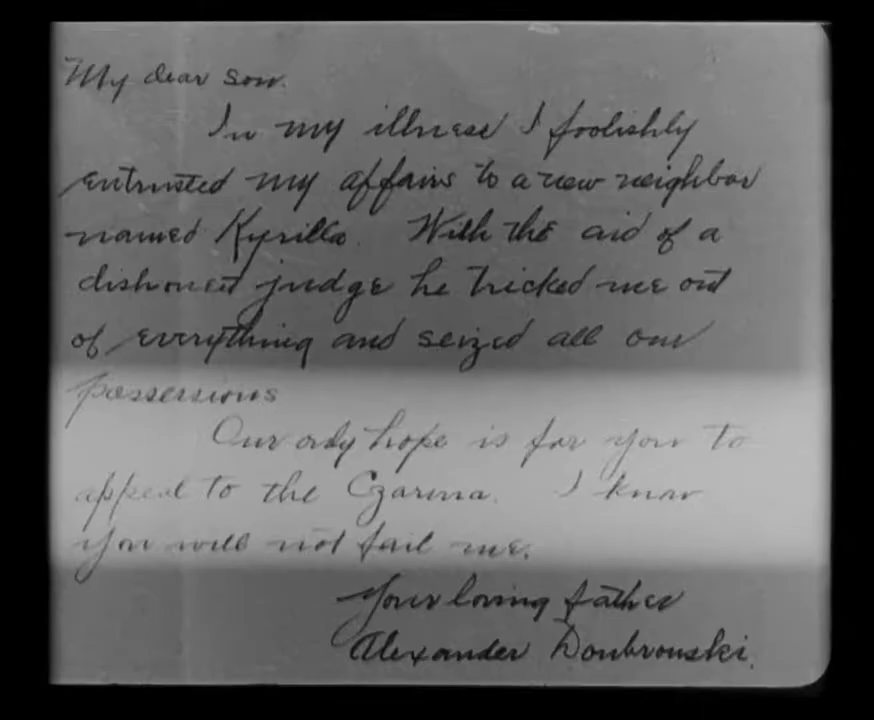 My dear son.
In my illness I foolishly
entrusted my affairs to a new neighbor
named Kyrilla. With the aid of a
dishonest judge he tricked me out
of everything and seized all our
possessions
Our only hope is for you to
appeal to the Czarina. I know
you will not fail me.
Your loving father
Alexander Doubrouski.